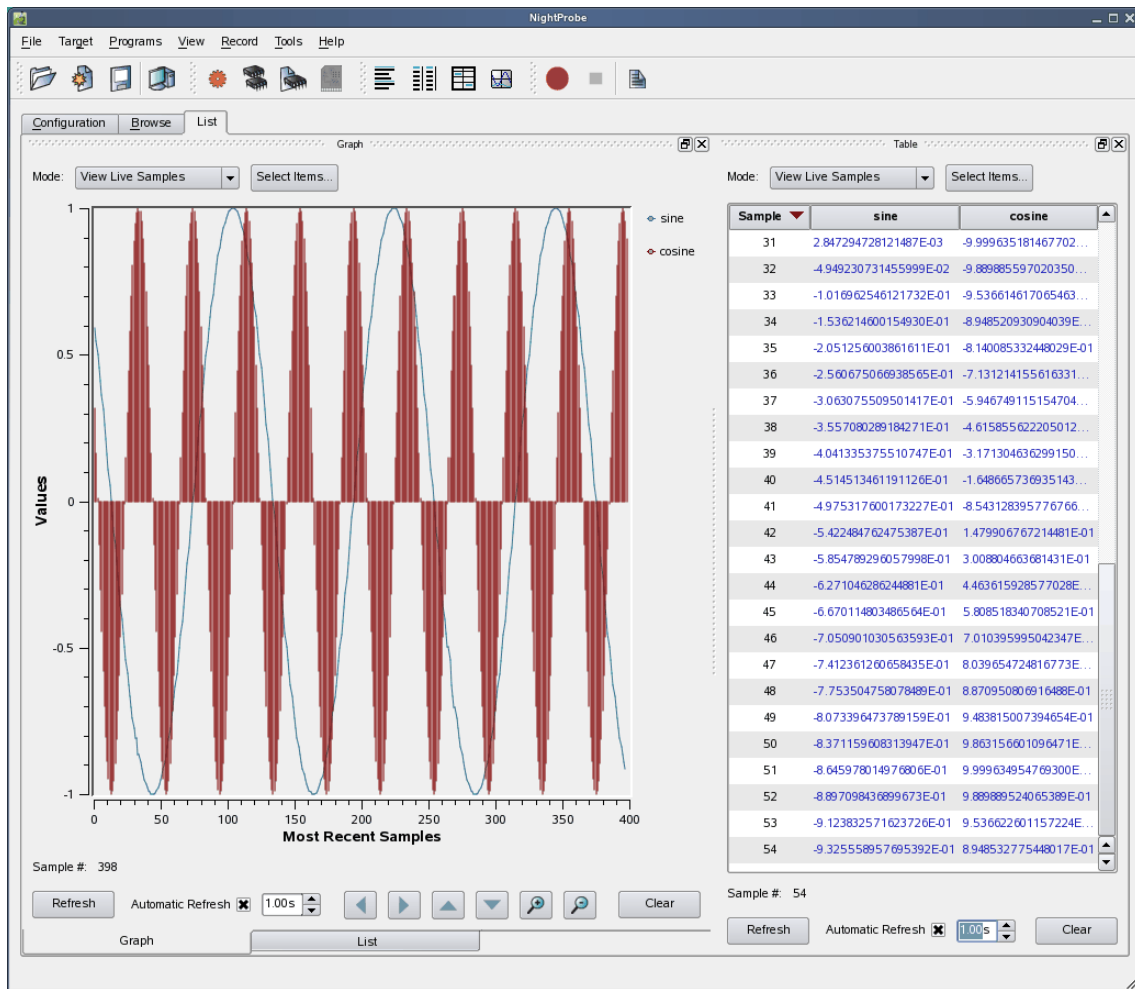 NightProbe
File Target Programs View Record Tools Help
Configuration Browse List
Graph
Mode: View Live Samples Select Items...
1
0.5
0
-0.5
-1
Values
0 50 100 150 200 250 300 350 400
Most Recent Samples
sine
cosine
Sample #: 398
Refresh Automatic Refresh 1.00s Clear
Graph List
Table
Mode: View Live Samples Select Items...
Sample sine cosine
31 2.847294728121487E-03 -9.999635181467702...
32 -4.949230731455999E-02 -9.889885597020350...
33 -1.016962546121732E-01 -9.536614617065463...
34 -1.536214600154930E-01 -8.948520930904039E...
35 -2.051256003861611E-01 -8.140085332448029E-01
36 -2.560675066938565E-01 -7.131214155616331...
37 -3.063075509501417E-01 -5.946749115154704...
38 -3.557080289184271E-01 -4.615855622205012...
39 -4.041335375510747E-01 -3.171304636299150...
40 -4.514513461191126E-01 -1.648665736935143...
41 -4.975317600173227E-01 -8.543128395776766...
42 -5.422484762475387E-01 1.479906767214481E-01
43 -5.854789296057998E-01 3.008804663681431E-01
44 -6.271046286244881E-01 4.463615928577028E...
45 -6.670114803486564E-01 5.808518340708521E-01
46 -7.050901030563593E-01 7.010395995042347E...
47 -7.412361260658435E-01 8.039654724816773E...
48 -7.753504758078489E-01 8.870950806916488E-01
49 -8.073396473789159E-01 9.483815007394654E-01
50 -8.371159608313947E-01 9.863156601096471E...
51 -8.645978014976806E-01 9.999634954769300E...
52 -8.897098436899673E-01 9.889889524065389E-01
53 -9.123832571623726E-01 9.536622601157224E...
54 -9.325558957695392E-01 8.948532775448017E-01
Sample #: 54
Refresh Automatic Refresh 1.00s Clear